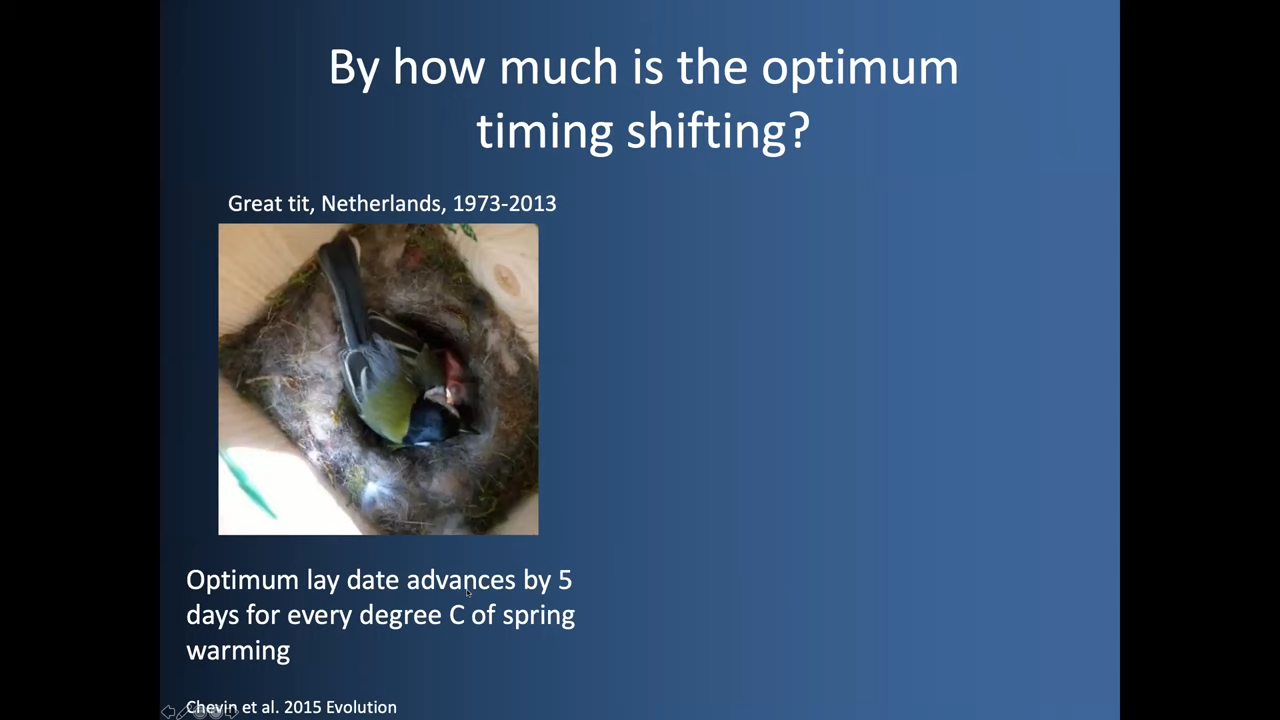 By how much is the optimum
timing shifting?
Great tit, Netherlands, 1973-2013
Optimum lay date advances by 5
days for every degree C of spring
warming
Chevin et al. 2015 Evolution